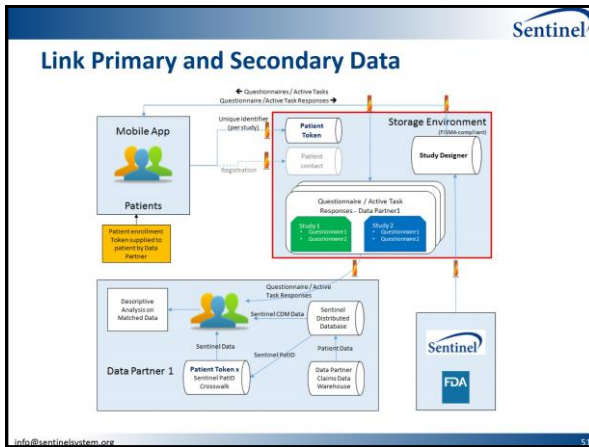 Sentinel
Link Primary and Secondary Data
← Questionnaires / Active Tasks
Questionnaire /Active Task Responses →
Mobile App
Patients
Unique Identifier
(per study)
Registration
Patient
Token
Patient
contact
Storage Environment
(FISMA-compliant)
Study Designer
Questionnaire / Active Task
Responses - Data Partner1
Study 1
• Questionnaire1
• Questionnaire2
Study 2
• Questionnaire1
• Questionnaire2
Patient enrollment
Token supplied to
patient by Data
Partner
Questionnaire / Active
Task Responses
Descriptive
Analysis on
Matched Data
Sentinel CDM Data
Sentinel
Distributed
Database
Sentinel Data
Sentinel PatID
Patient Data
Data Partner 1
Patient Token x
Sentinel PatID
Crosswalk
Data Partner
Claims Data
Warehouse
Sentinel
FDA
info@sentinelsystem.org
51